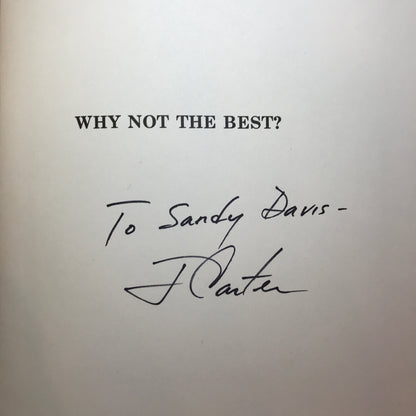 WHY NOT THE BEST?
To Sandy Davis -
J Carter